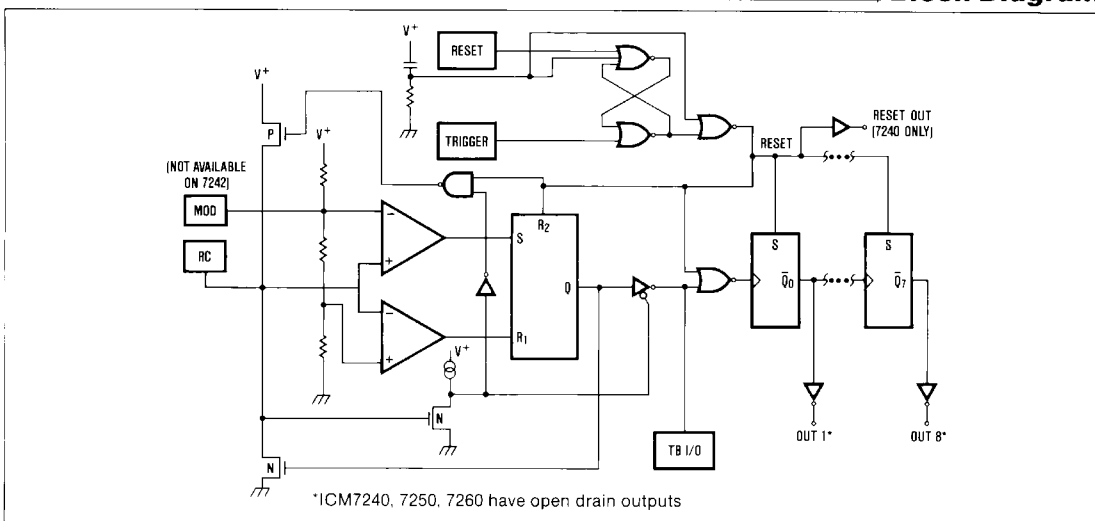 Block Diagram
V+
RESET
V+
P
V+
TRIGGER
RESET
RESET OUT
(7240 ONLY)
(NOT AVAILABLE
ON 7242)
MOD
RC
−
+
−
+
S
R2
Q
R1
S
Q̅0
S
Q̅7
V+
N
N
TB I/O
OUT 1*
OUT 8*
*ICM7240, 7250, 7260 have open drain outputs